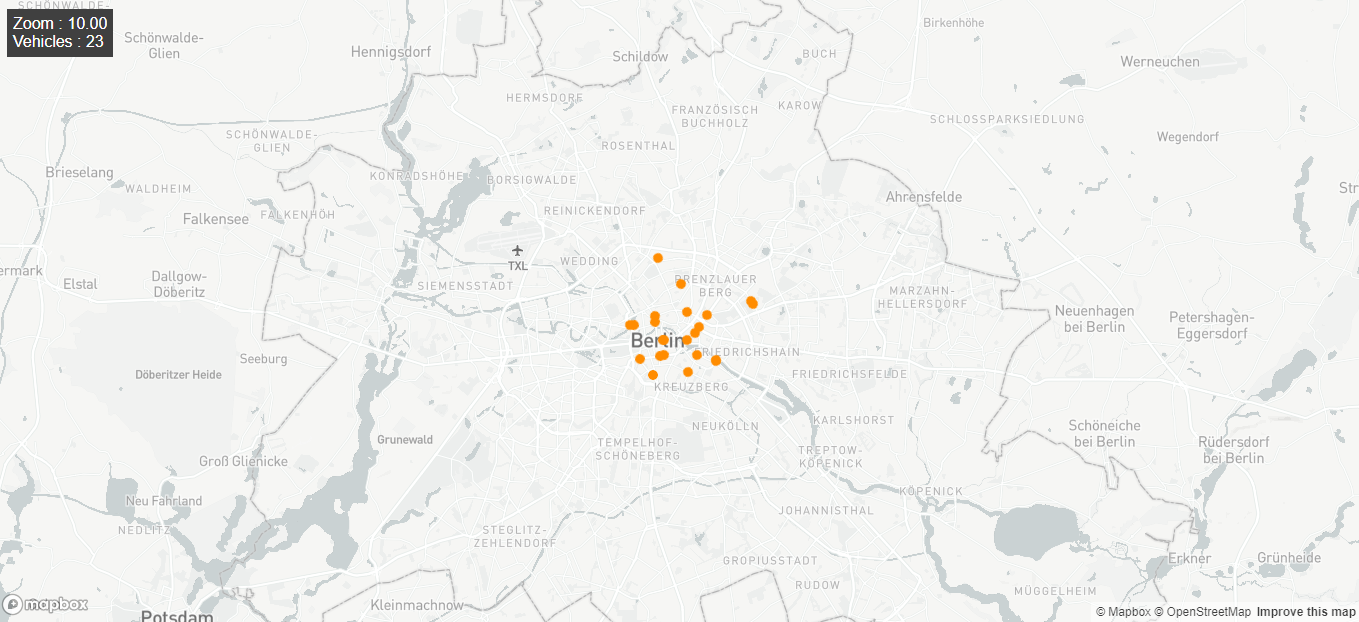 Zoom : 10.00
Vehicles : 23
SCHÖNWALDE-
GLIEN
Schönwalde-
Glien
Hennigsdorf
Schildow
BUCH
Birkenhöhe
Werneuchen
HERMSDORF
FRANZÖSISCH
BUCHHOLZ
KAROW
SCHLOSSPARKSIEDLUNG
SCHÖNWALDE-
GLIEN
ROSENTHAL
Wegendorf
Brieselang
WALDHEIM
KONRADSHÖHE
BORSIGWALDE
Ahrensfelde
Str
Falkensee
FALKENHÖH
REINICKENDORF
TXL
WEDDING
ermark
Elstal
Dallgow-
Döberitz
SIEMENSSTADT
PRENZLAUER
BERG
MARZAHN-
HELLERSDORF
Neuenhagen
bei Berlin
Petershagen-
Eggersdorf
Berlin
FRIEDRICHSHAIN
Seeburg
Döberitzer Heide
FRIEDRICHSFELDE
KREUZBERG
Grunewald
NEUKÖLLN
KARLSHORST
Schöneiche
bei Berlin
Rüdersdorf
bei Berlin
TEMPELHOF-
SCHÖNEBERG
TREPTOW-
KÖPENICK
Groß Glienicke
Neu Fahrland
KÖPENICK
NEDLITZ
JOHANNISTHAL
STEGLITZ-
ZEHLENDORF
GROPIUSSTADT
Erkner
Grünheide
RUDOW
MÜGGELHEIM
Kleinmachnow
mapbox
Potsdam
© Mapbox © OpenStreetMap Improve this map